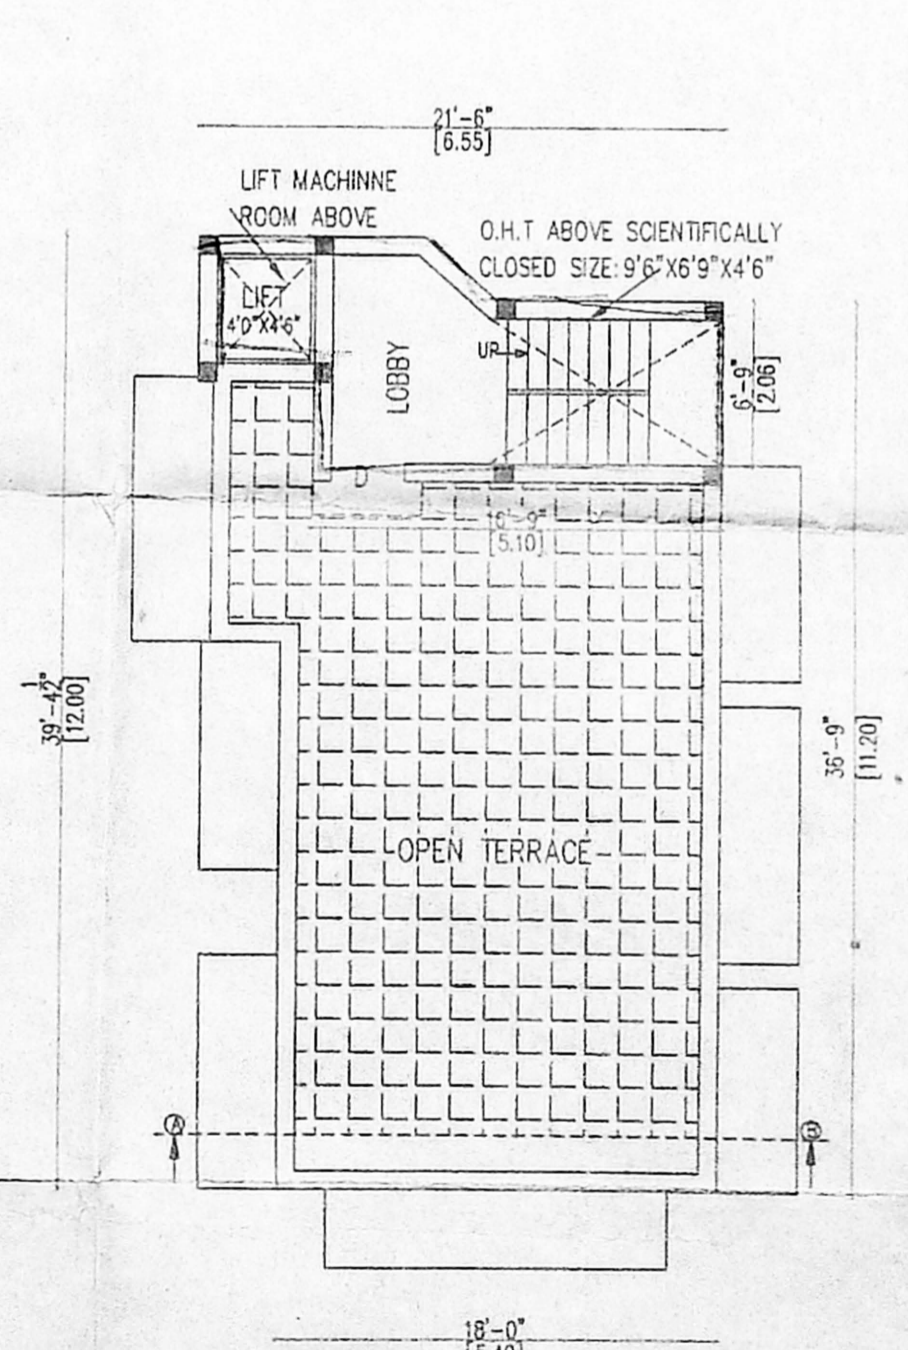 21'-6"
[6.55]
LIFT MACHINNE
ROOM ABOVE
O.H.T ABOVE SCIENTIFICALLY
CLOSED SIZE: 9'6"X6'9"X4'6"
LIFT
4'0"X4'6"
LOBBY
UP
6'-9"
[2.06]
D
[5.10]
39'-4½"
[12.00]
36'-9"
[11.20]
OPEN TERRACE
A
18'-0"